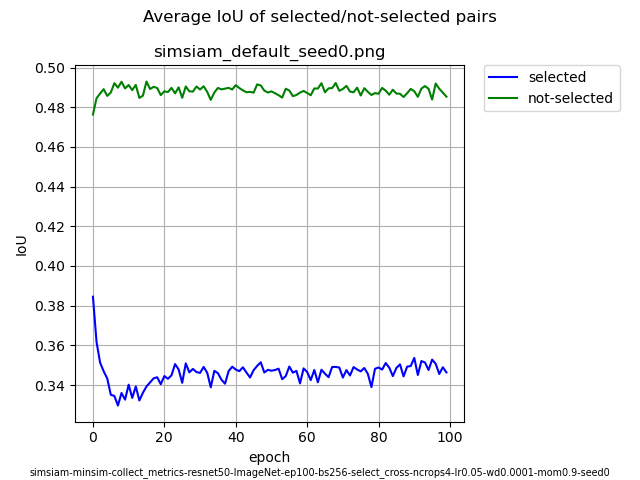 Average IoU of selected/not-selected pairs
simsiam_default_seed0.png
selected
not-selected
0.50
0.48
0.46
0.44
0.42
0.40
0.38
0.36
0.34
IoU
0 20 40 60 80 100
epoch
simsiam-minsim-collect_metrics-resnet50-ImageNet-ep100-bs256-select_cross-ncrops4-lr0.05-wd0.0001-mom0.9-seed0